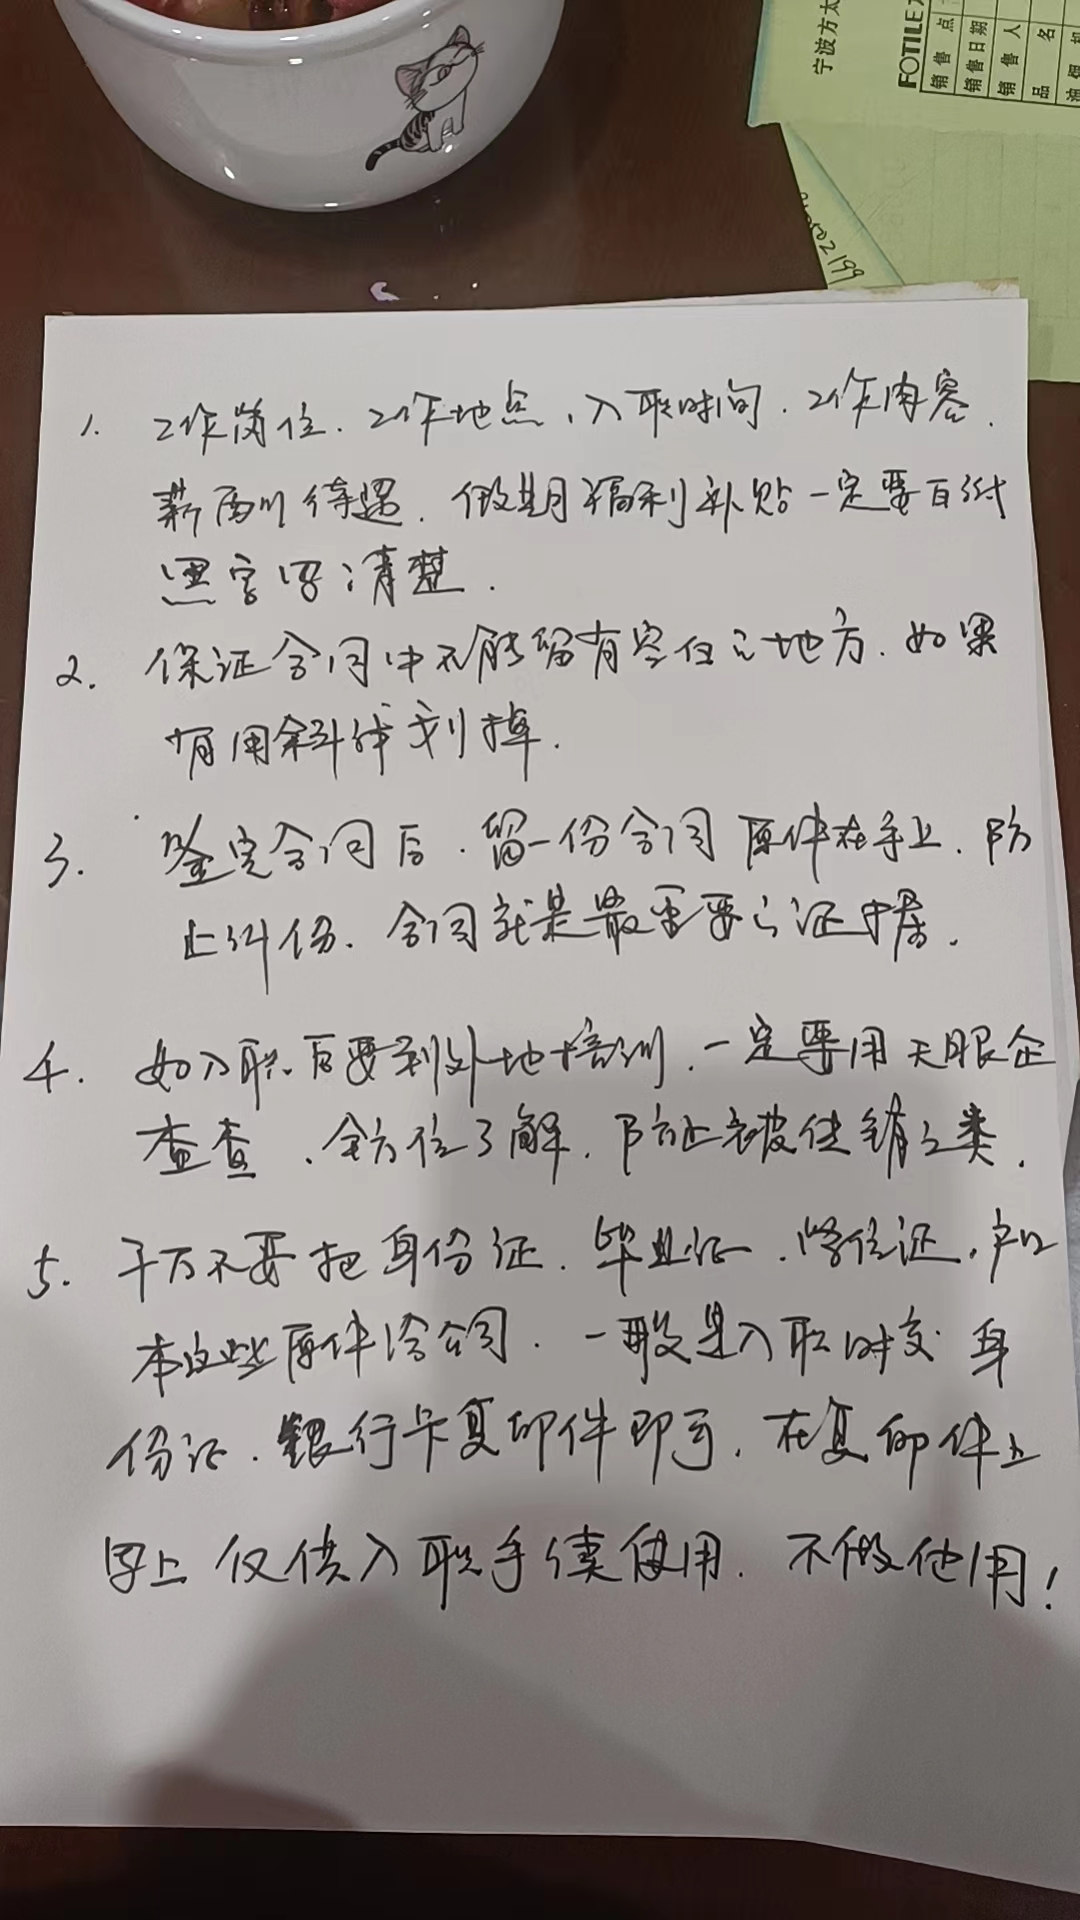 宁波方太
FOTILE
销售点
销售日期
销售人
品名
02199
1. 工作岗位、工作地点、入职时间、工作内容、
薪酬待遇、假期福利补贴一定要白纸
黑字写清楚.
2. 保证合同中不能留有空白之地方、如果
有用斜线划掉.
3. 签完合同后、留一份合同原件在手上、防
止纠纷、合同就是最重要之证据.
4. 如入职后要到外地培训、一定要用天眼企
查查、全方位了解、防止被传销之类.
5. 千万不要把身份证、毕业证、学位证、户口
本这些原件给公司、一般是入职时交身
份证、银行卡复印件即可、在复印件上
写上仅供入职手续使用、不做他用!